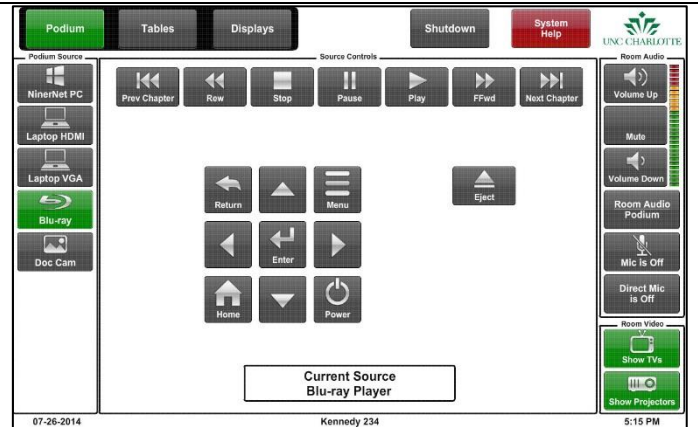 Podium
Tables
Displays
Shutdown
System
Help
UNC CHARLOTTE
Podium Source
NinerNet PC
Laptop HDMI
Laptop VGA
Blu-ray
Doc Cam
Source Controls
Prev Chapter
Rew
Stop
Pause
Play
FFwd
Next Chapter
Return
Menu
Eject
Enter
Home
Power
Current Source
Blu-ray Player
Room Audio
Volume Up
Mute
Volume Down
Room Audio
Podium
Mic is Off
Direct Mic
is Off
Room Video
Show TVs
Show Projectors
07-26-2014
Kennedy 234
5:15 PM